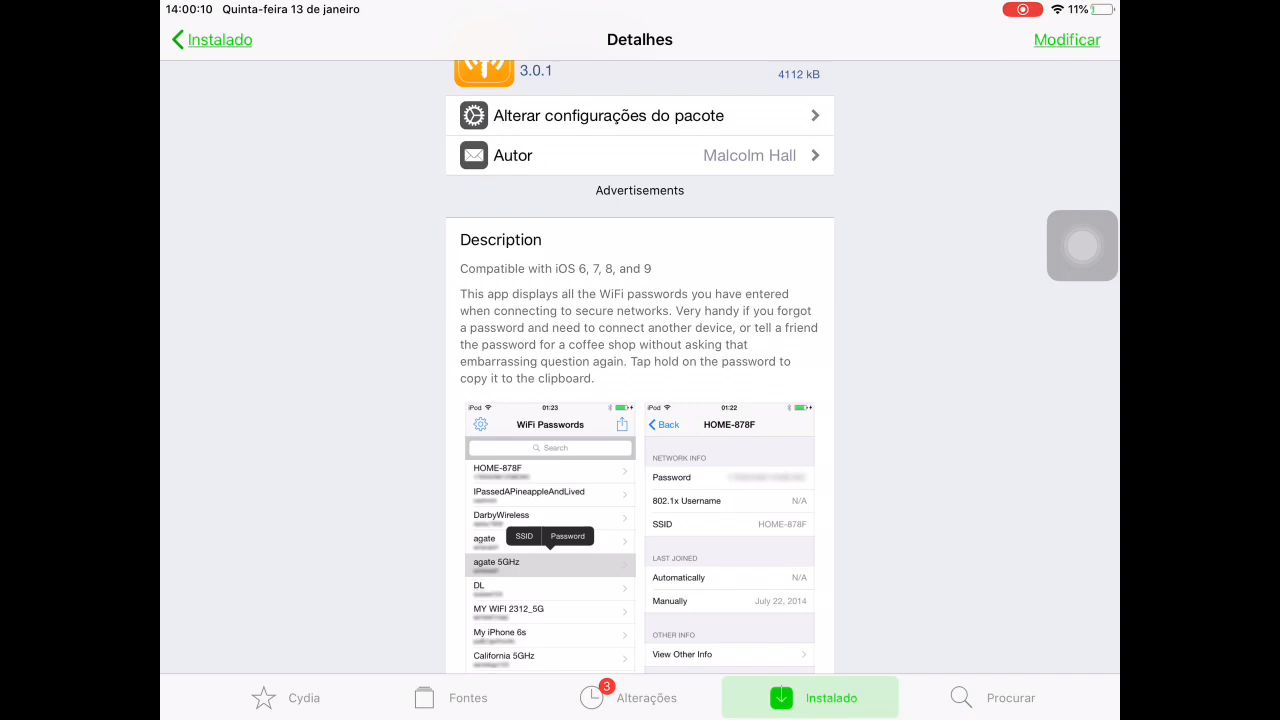 14:00:10 Quinta-feira 13 de janeiro
11%
Instalado
Detalhes
Modificar
3.0.1
4112 kB
Alterar configurações do pacote
Autor
Malcolm Hall
Advertisements
Description
Compatible with iOS 6, 7, 8, and 9
This app displays all the WiFi passwords you have entered
when connecting to secure networks. Very handy if you forgot
a password and need to connect another device, or tell a friend
the password for a coffee shop without asking that
embarrassing question again. Tap hold on the password to
copy it to the clipboard.
iPod 01:23
WiFi Passwords
Search
HOME-878F
IPassedAPineappleAndLived
DarbyWireless
agate
SSID Password
agate 5GHz
DL
MY WIFI 2312_5G
My iPhone 6s
California 5GHz
iPod 01:22
Back HOME-878F
NETWORK INFO
Password
802.1x Username N/A
SSID HOME-878F
LAST JOINED
Automatically N/A
Manually July 22, 2014
OTHER INFO
View Other Info
Cydia
Fontes
3
Alterações
Instalado
Procurar